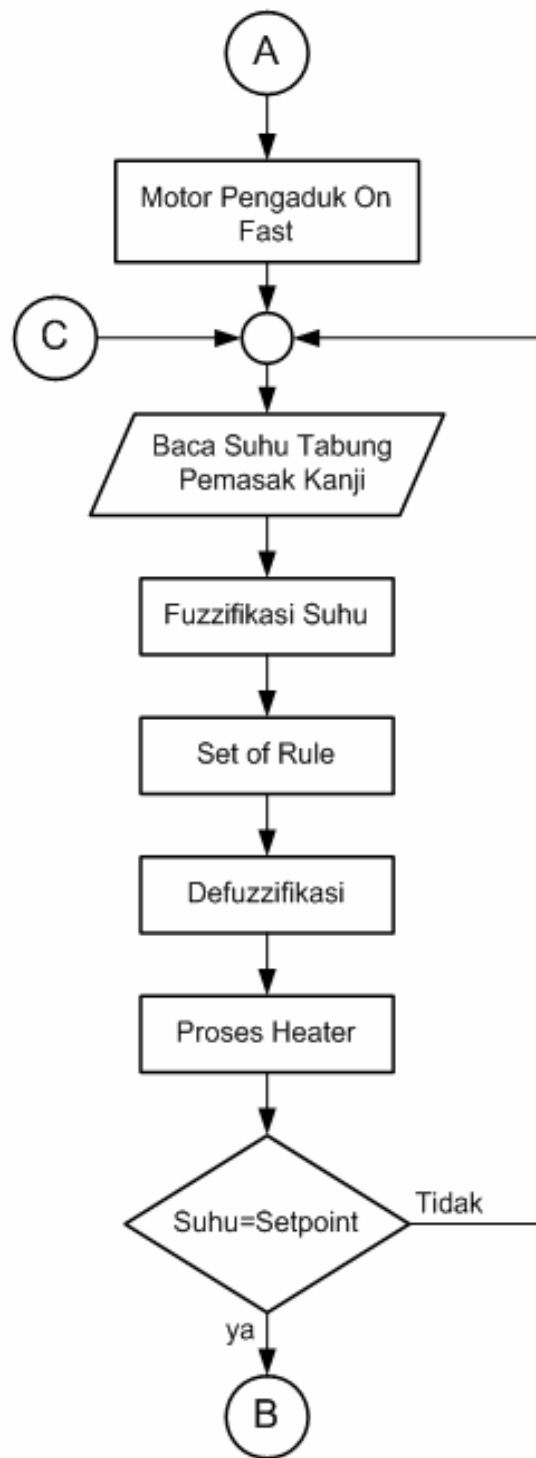 A
Motor Pengaduk On
Fast
C
Baca Suhu Tabung
Pemasak Kanji
Fuzzifikasi Suhu
Set of Rule
Defuzzifikasi
Proses Heater
Suhu=Setpoint
Tidak
ya
B